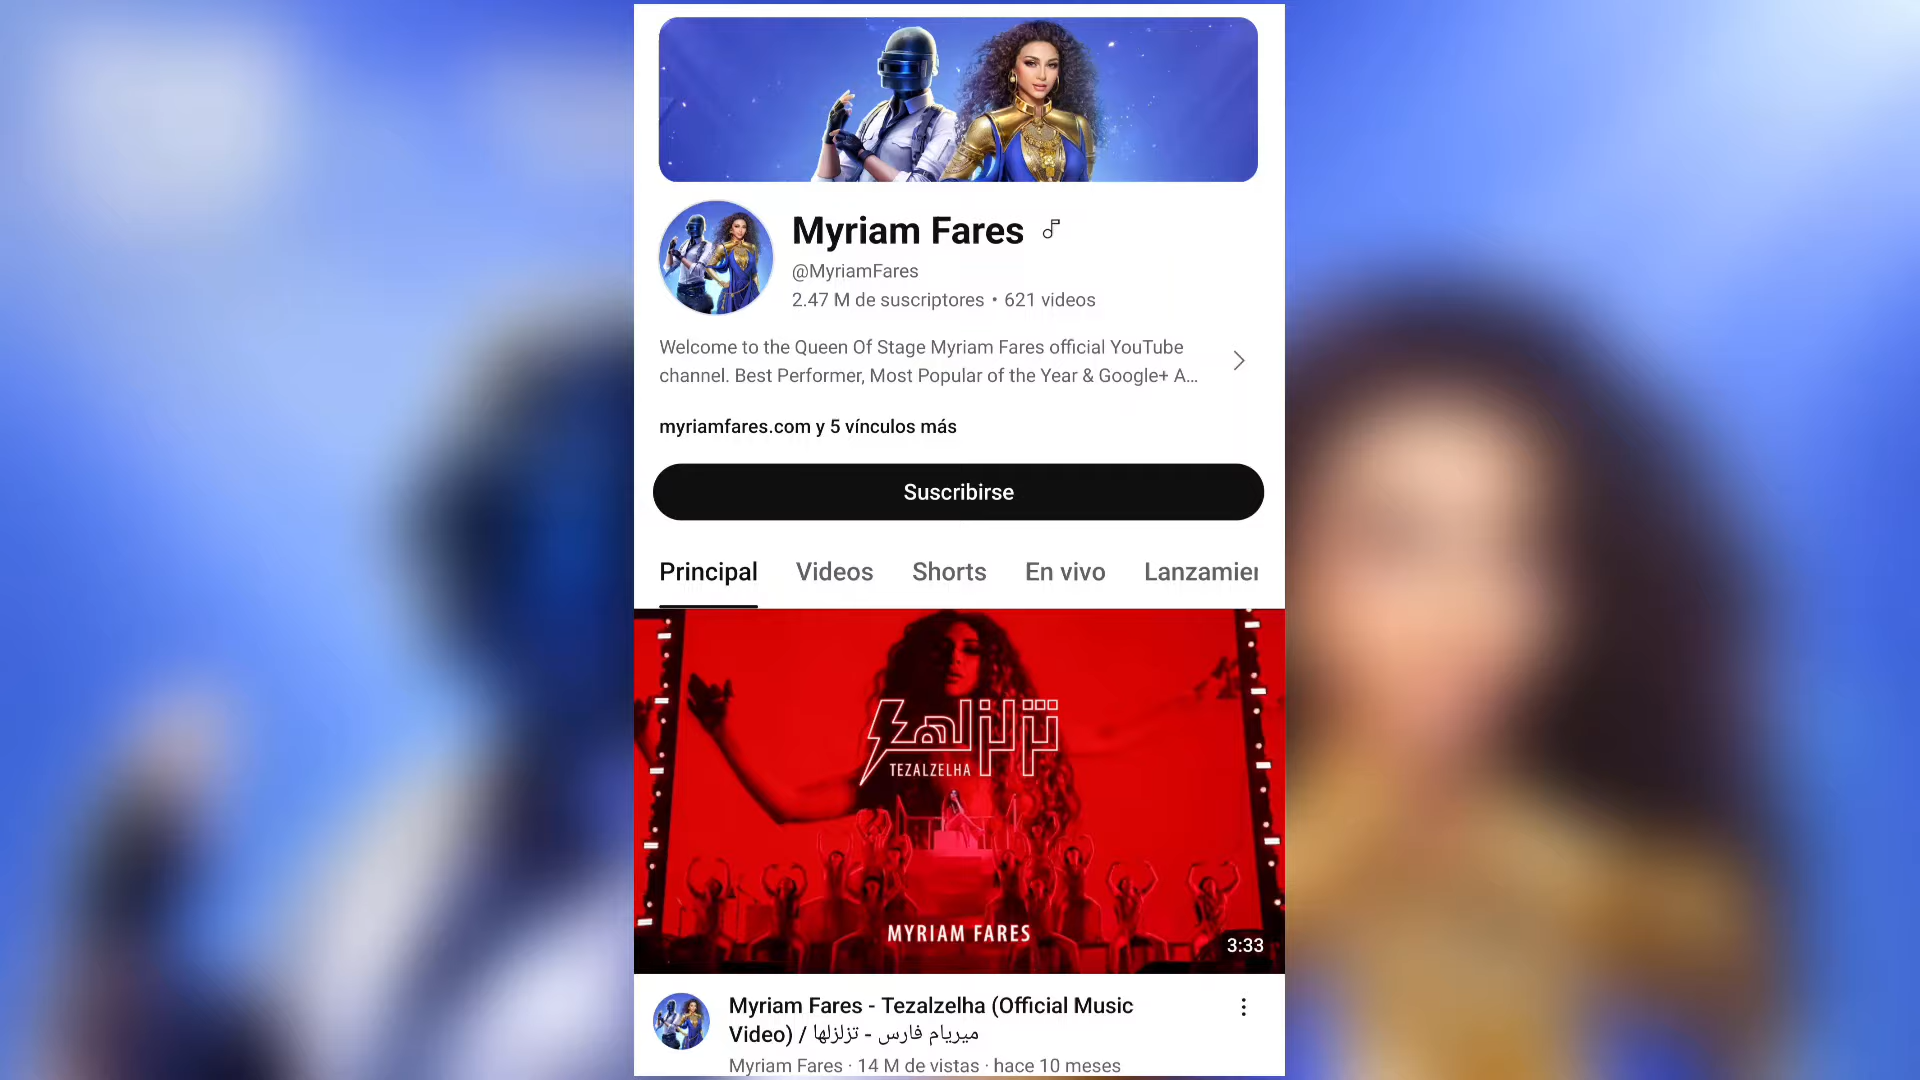 Myriam Fares
@MyriamFares
2.47 M de suscriptores • 621 videos
Welcome to the Queen Of Stage Myriam Fares official YouTube
channel. Best Performer, Most Popular of the Year & Google+ A...
myriamfares.com y 5 vínculos más
Suscribirse
Principal Videos Shorts En vivo Lanzamier
تزلزلها
TEZALZELHA
MYRIAM FARES
3:33
Myriam Fares - Tezalzelha (Official Music
Video) / ميريام فارس - تزلزلها
Myriam Fares · 14 M de vistas · hace 10 meses